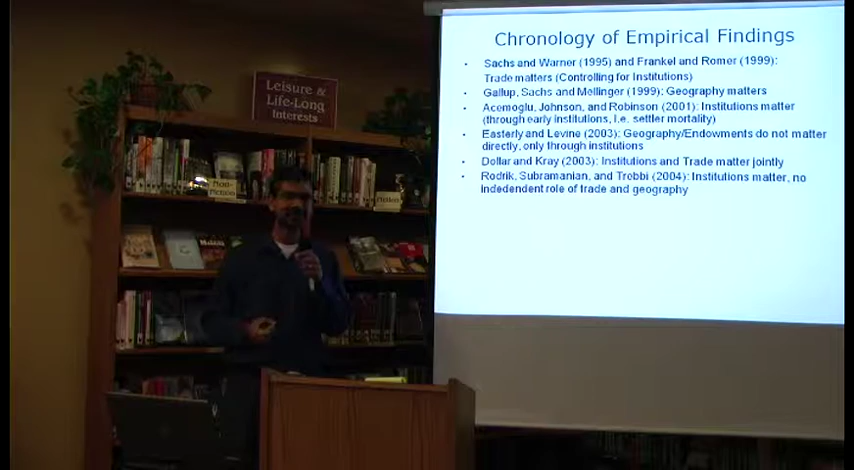 Leisure &
Life-Long
Interests
Non-
Fiction
Chronology of Empirical Findings
• Sachs and Warner (1995) and Frankel and Romer (1999):
Trade matters (Controlling for Institutions)
• Gallup, Sachs and Mellinger (1999): Geography matters
• Acemoglu, Johnson, and Robinson (2001): Institutions matter
(through early institutions, i.e. settler mortality)
• Easterly and Levine (2003): Geography/Endowments do not matter
directly, only through institutions
• Dollar and Kray (2003): Institutions and Trade matter jointly
• Rodrik, Subramanian, and Trebbi (2004): Institutions matter, no
indedendent role of trade and geography